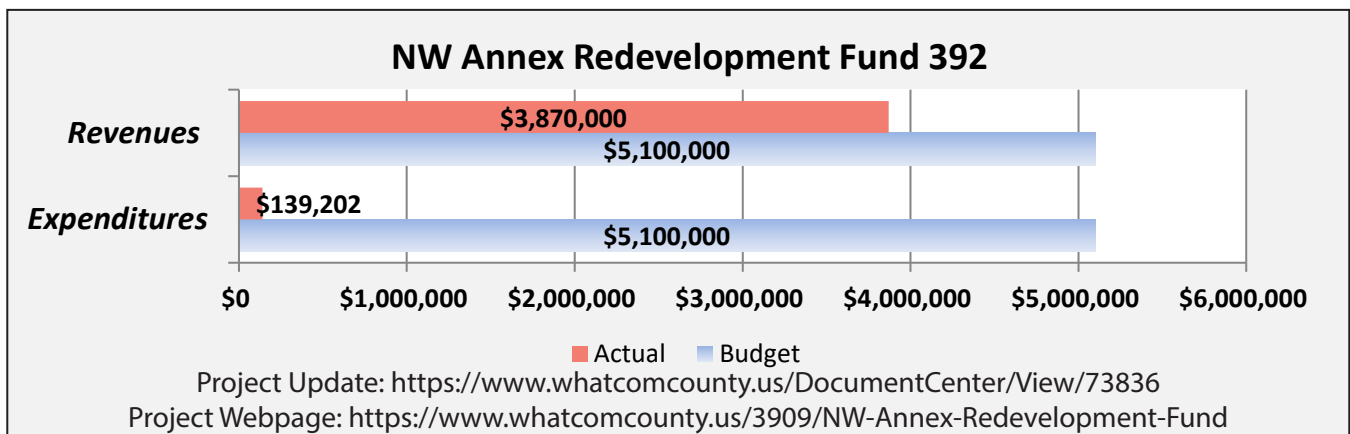 NW Annex Redevelopment Fund 392
Revenues
$3,870,000
$5,100,000
Expenditures
$139,202
$5,100,000
$0 $1,000,000 $2,000,000 $3,000,000 $4,000,000 $5,000,000 $6,000,000
Actual Budget
Project Update: https://www.whatcomcounty.us/DocumentCenter/View/73836
Project Webpage: https://www.whatcomcounty.us/3909/NW-Annex-Redevelopment-Fund